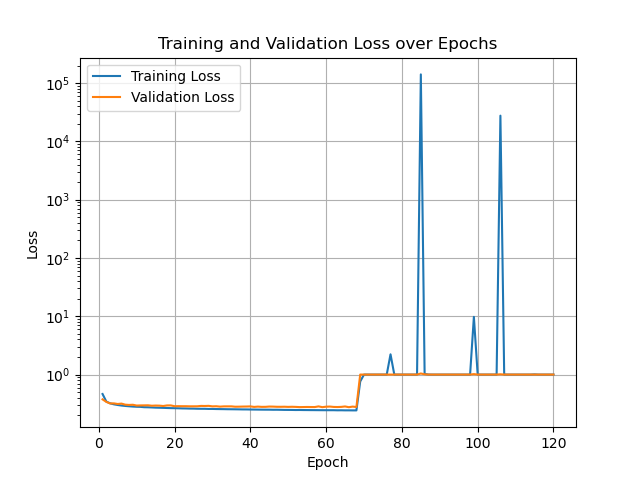 Training and Validation Loss over Epochs
Training Loss
Validation Loss
Loss
10^5
10^4
10^3
10^2
10^1
10^0
0 20 40 60 80 100 120
Epoch